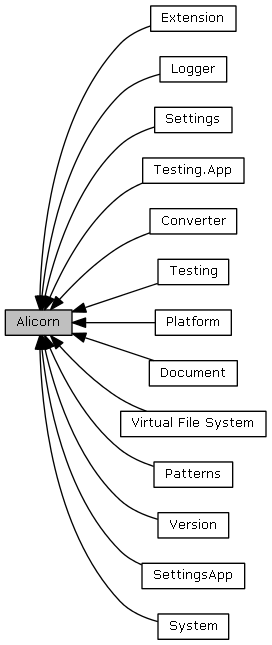 Extension
Logger
Settings
Testing.App
Converter
Testing
Alicorn
Platform
Document
Virtual File System
Patterns
Version
SettingsApp
System